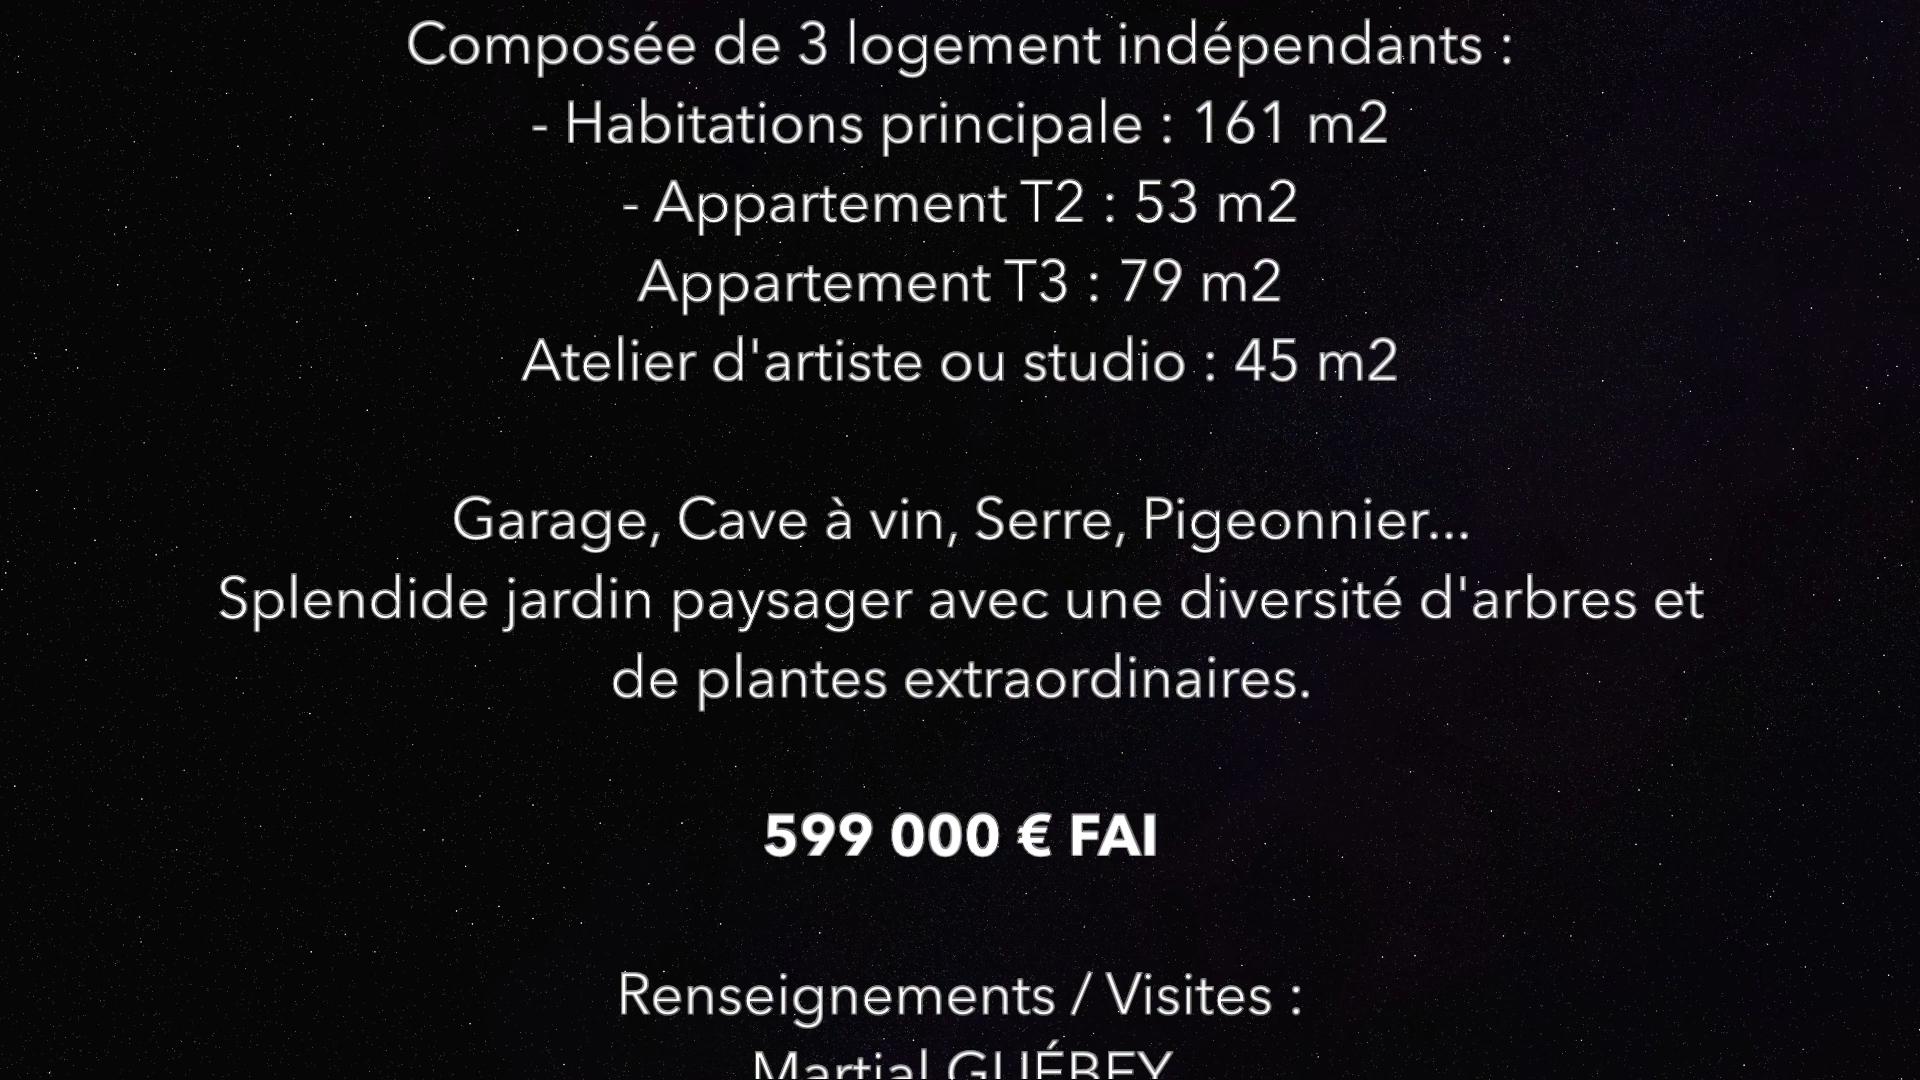 Composée de 3 logement indépendants :
- Habitations principale : 161 m2
- Appartement T2 : 53 m2
Appartement T3 : 79 m2
Atelier d'artiste ou studio : 45 m2
Garage, Cave à vin, Serre, Pigeonnier...
Splendide jardin paysager avec une diversité d'arbres et
de plantes extraordinaires.
599 000 € FAI
Renseignements / Visites :
Martial GUÉBEY